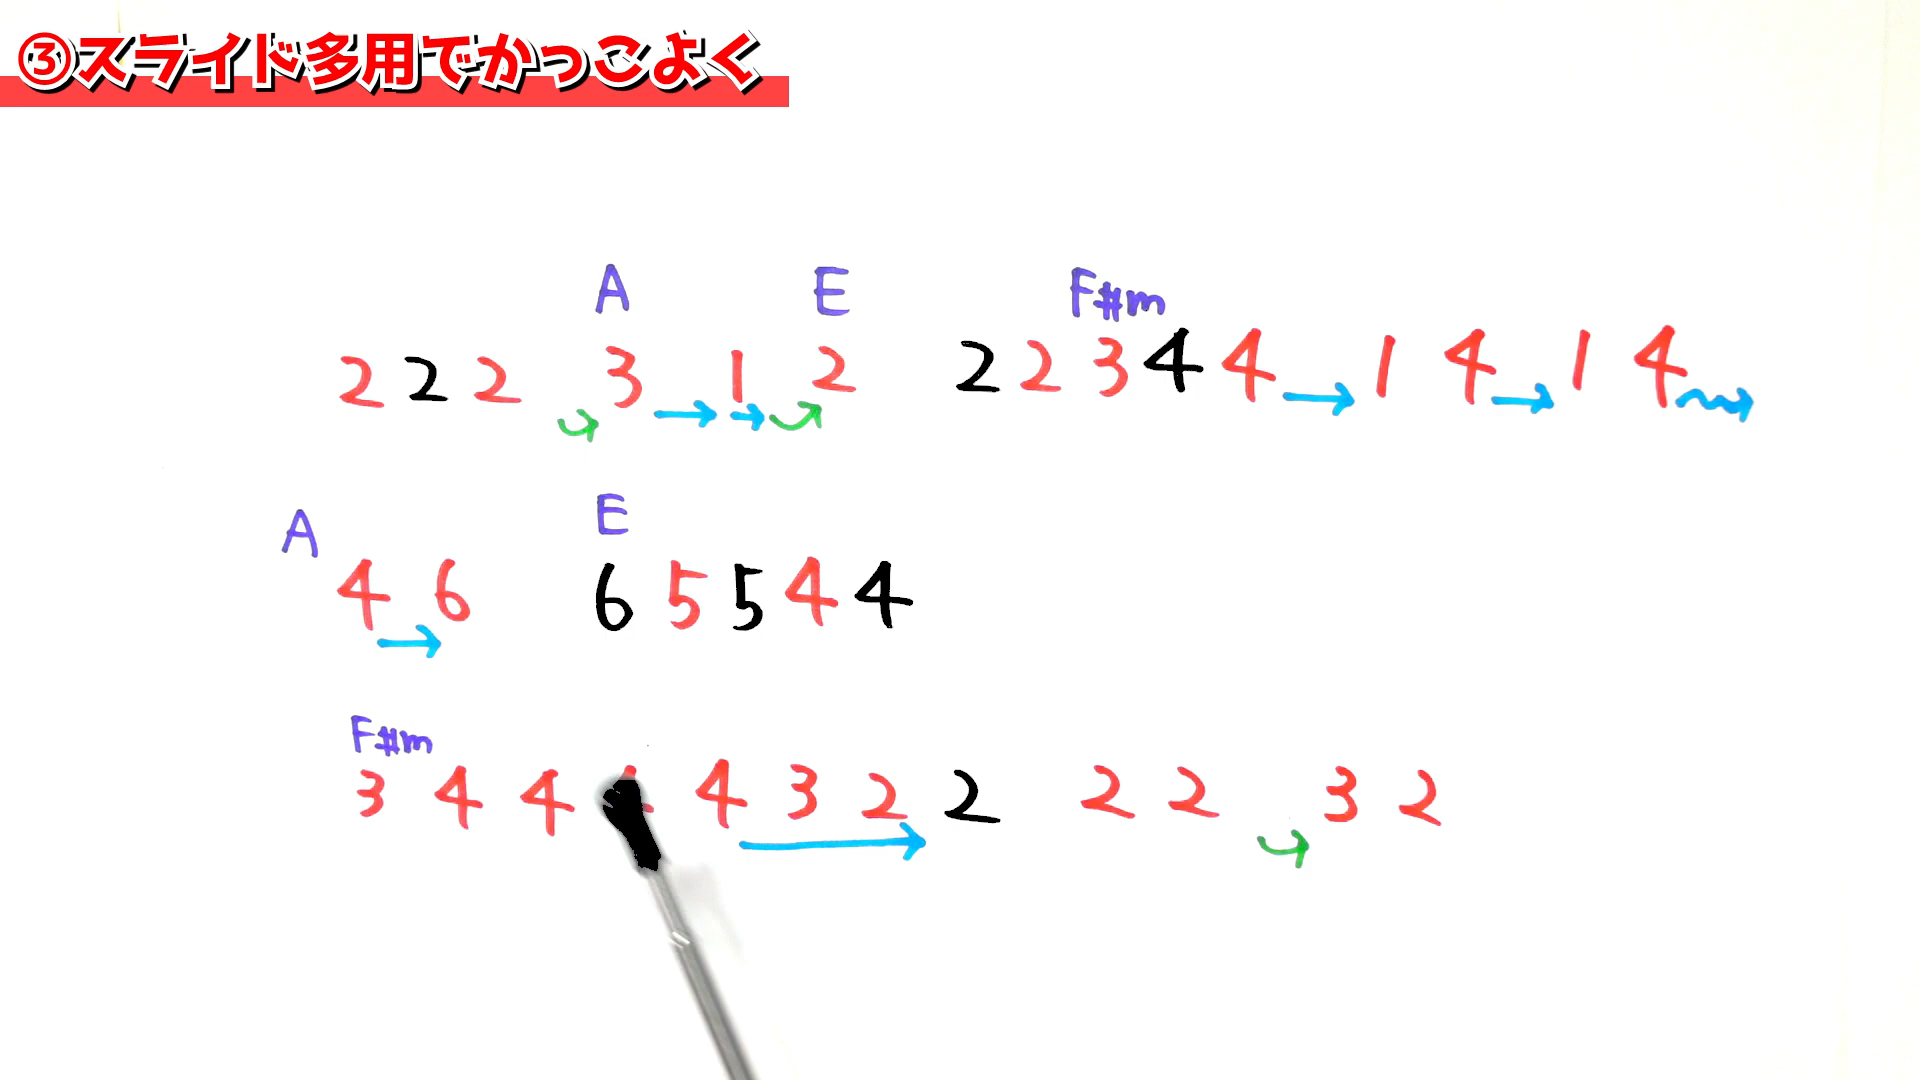 ③スライド多用でかっこよく
A E F#m
2 2 2 3 1 2 2 2 3 4 4 1 4 1 4
A E
4 6 6 5 5 4 4
F#m
3 4 4 4 3 2 2 2 2 3 2